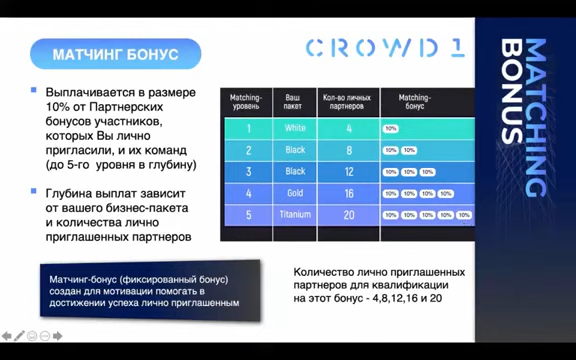 МАТЧИНГ БОНУС
CROWD1
MATCHING
BONUS
Выплачивается в размере
10% от Партнерских
бонусов участников,
которых Вы лично
пригласили, и их команд
(до 5-го уровня в глубину)
Глубина выплат зависит
от вашего бизнес-пакета
и количества лично
приглашенных партнеров
Matching-уровень Ваш пакет Кол-во личных партнеров Matching-бонус
1 White 4 10%
2 Black 8 10% 10%
3 Black 12 10% 10% 10%
4 Gold 16 10% 10% 10% 10%
5 Titanium 20 10% 10% 10% 10% 10%
Матчинг-бонус (фиксированный бонус)
создан для мотивации помогать в
достижении успеха лично приглашенным
Количество лично приглашенных
партнеров для квалификации
на этот бонус - 4,8,12,16 и 20